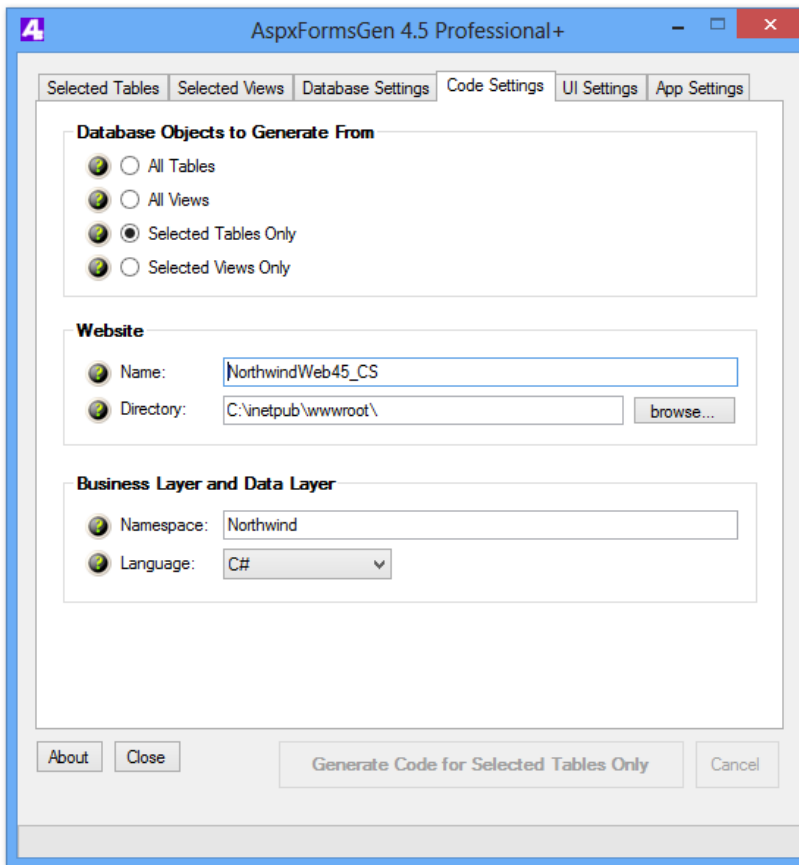 4 AspxFormsGen 4.5 Professional+
Selected Tables Selected Views Database Settings Code Settings UI Settings App Settings
Database Objects to Generate From
? All Tables
? All Views
? Selected Tables Only
? Selected Views Only
Website
? Name: NorthwindWeb45_CS
? Directory: C:\inetpub\wwwroot\ browse...
Business Layer and Data Layer
? Namespace: Northwind
? Language: C#
About Close Generate Code for Selected Tables Only Cancel